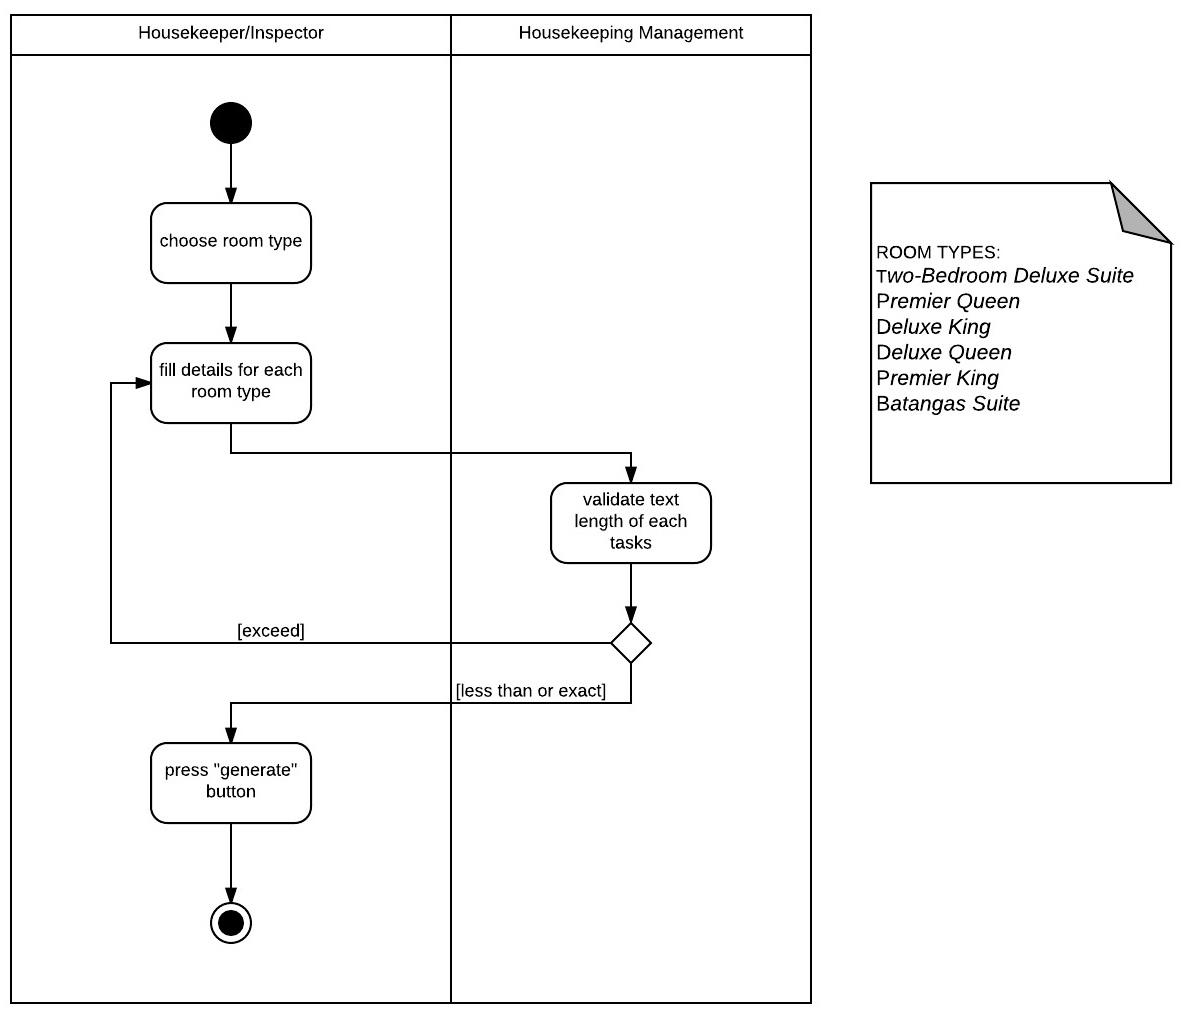 Housekeeper/Inspector
Housekeeping Management
choose room type
fill details for each
room type
validate text
length of each
tasks
[exceed]
[less than or exact]
press "generate"
button
ROOM TYPES:
Two-Bedroom Deluxe Suite
Premier Queen
Deluxe King
Deluxe Queen
Premier King
Batangas Suite